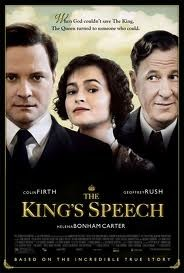 When God couldn't save The King,
The Queen turned to someone who could.
COLIN FIRTH
GEOFFREY RUSH
THE
KING'S SPEECH
HELENA BONHAM CARTER
BASED ON THE INCREDIBLE TRUE STORY